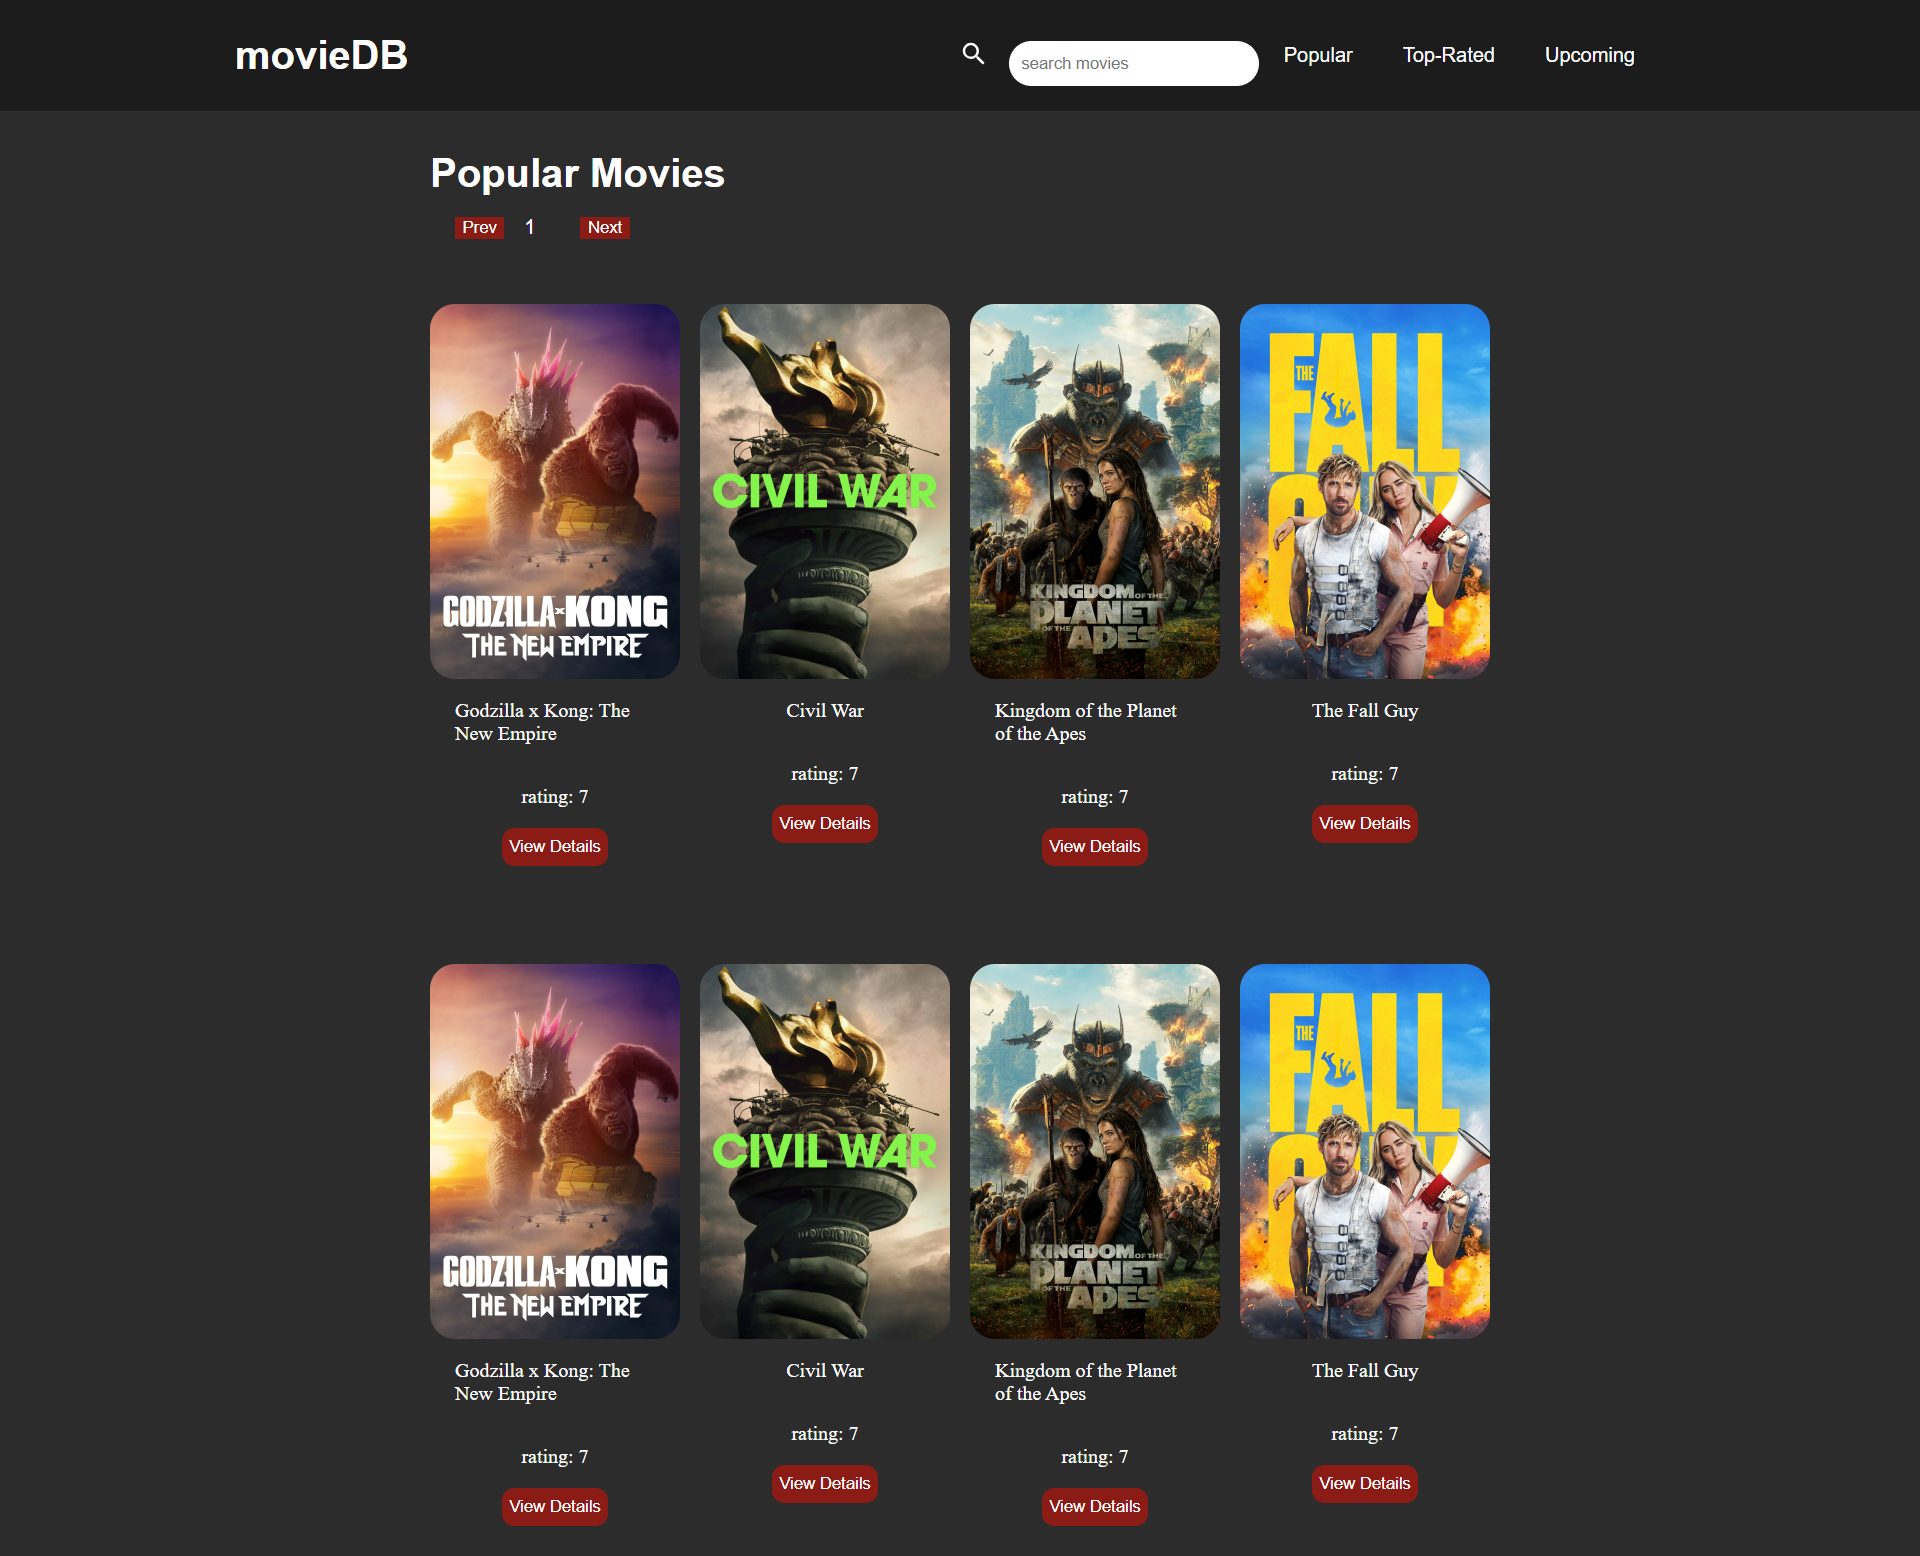 movieDB
search movies
Popular
Top-Rated
Upcoming
Popular Movies
Prev
1
Next
GODZILLA x KONG
THE NEW EMPIRE
CIVIL WAR
KINGDOM OF THE
PLANET
OF THE APES
THE
FALL
GUY
Godzilla x Kong: The
New Empire
Civil War
Kingdom of the Planet
of the Apes
The Fall Guy
rating: 7
rating: 7
rating: 7
rating: 7
View Details
View Details
View Details
View Details
GODZILLA x KONG
THE NEW EMPIRE
CIVIL WAR
KINGDOM OF THE
PLANET
OF THE APES
THE
FALL
GUY
Godzilla x Kong: The
New Empire
Civil War
Kingdom of the Planet
of the Apes
The Fall Guy
rating: 7
rating: 7
rating: 7
rating: 7
View Details
View Details
View Details
View Details